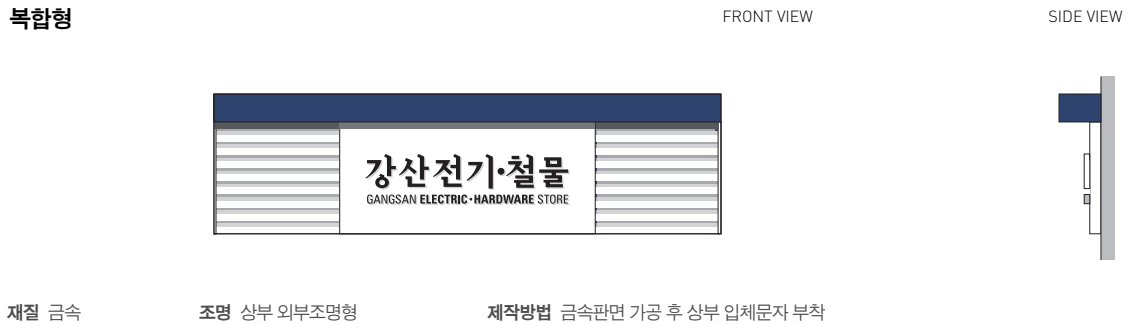 복합형 FRONT VIEW SIDE VIEW
강산전기·철물
GANGSAN ELECTRIC·HARDWARE STORE
재질 금속 조명 상부 외부조명형 제작방법 금속판면 가공 후 상부 입체문자 부착